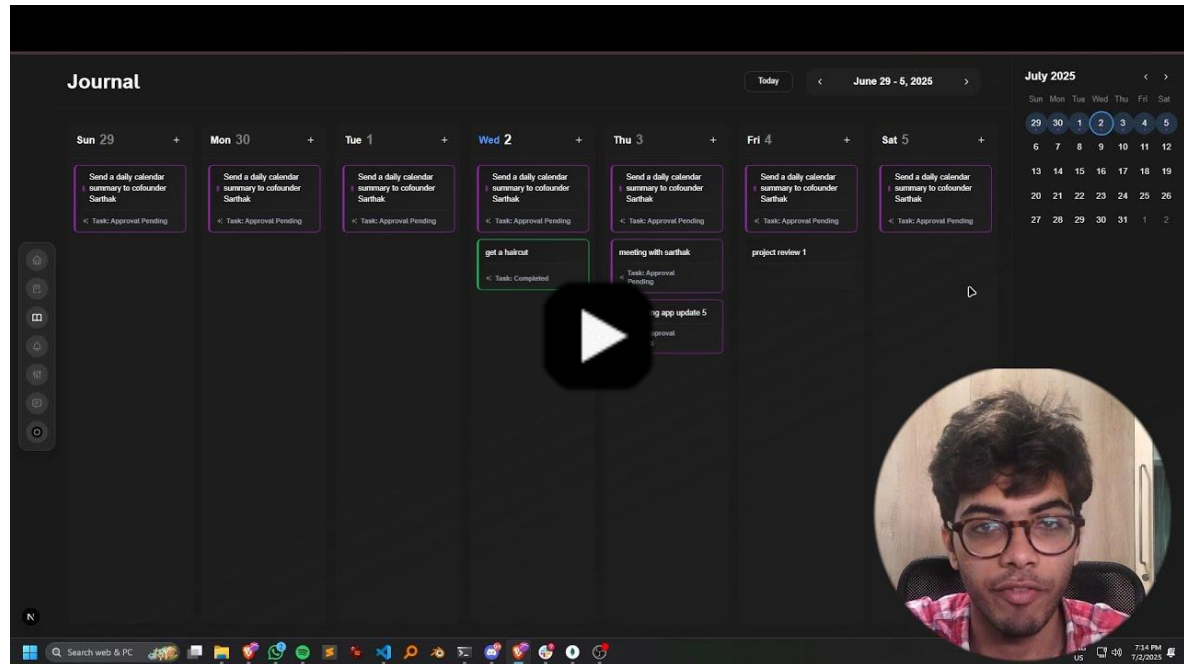 Journal
Today
June 29 - 5, 2025
Sun 29 +
Mon 30 +
Tue 1 +
Wed 2 +
Thu 3 +
Fri 4 +
Sat 5 +
Send a daily calendar
summary to cofounder
Sarthak
Task: Approval Pending
Send a daily calendar
summary to cofounder
Sarthak
Task: Approval Pending
Send a daily calendar
summary to cofounder
Sarthak
Task: Approval Pending
Send a daily calendar
summary to cofounder
Sarthak
Task: Approval Pending
get a haircut
Task: Completed
Send a daily calendar
summary to cofounder
Sarthak
Task: Approval Pending
meeting with sarthak
Task: Approval
Pending
app update 5
Send a daily calendar
summary to cofounder
Sarthak
Task: Approval Pending
project review 1
Send a daily calendar
summary to cofounder
Sarthak
Task: Approval Pending
July 2025
Sun Mon Tue Wed Thu Fri Sat
29 30 1 2 3 4 5
6 7 8 9 10 11 12
13 14 15 16 17 18 19
20 21 22 23 24 25 26
27 28 29 30 31 1 2
N
Search web & PC
US
7:14 PM
7/2/2025